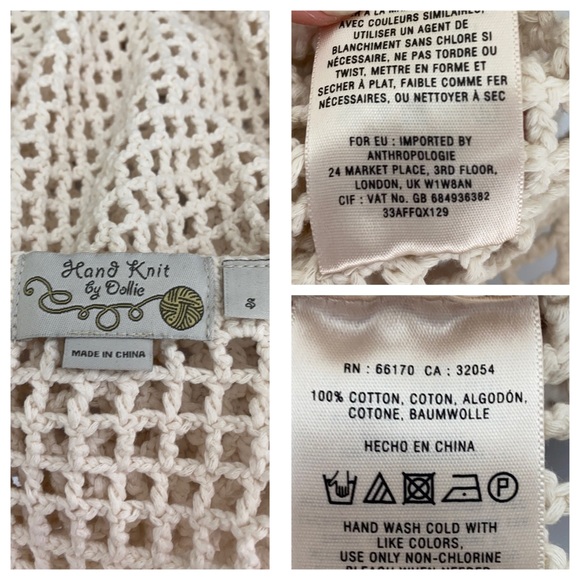 Hand Knit
by Dollie
S
MADE IN CHINA
AVEC COULEURS SIMILAIRES,
UTILISER UN AGENT DE
BLANCHIMENT SANS CHLORE SI
NÉCESSAIRE, NE PAS TORDRE OU
TWIST, METTRE EN FORME ET
SECHER À PLAT, FAIBLE COMME FER
NÉCESSAIRES, OU NETTOYER À SEC
FOR EU : IMPORTED BY
ANTHROPOLOGIE
24 MARKET PLACE, 3RD FLOOR,
LONDON, UK W1W8AN
CIF : VAT No. GB 684936382
33AFFQX129
RN : 66170 CA : 32054
100% COTTON, COTON, ALGODÓN,
COTONE, BAUMWOLLE
HECHO EN CHINA
P
HAND WASH COLD WITH
LIKE COLORS,
USE ONLY NON-CHLORINE
BLEACH WHEN NEEDED